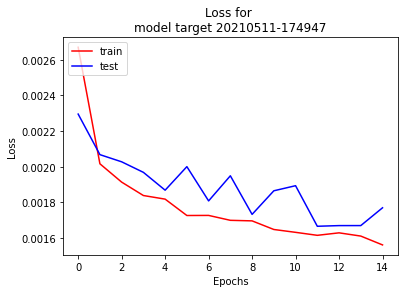 Loss for
model target 20210511-174947
train
test
0.0026
0.0024
0.0022
0.0020
0.0018
0.0016
Loss
0 2 4 6 8 10 12 14
Epochs